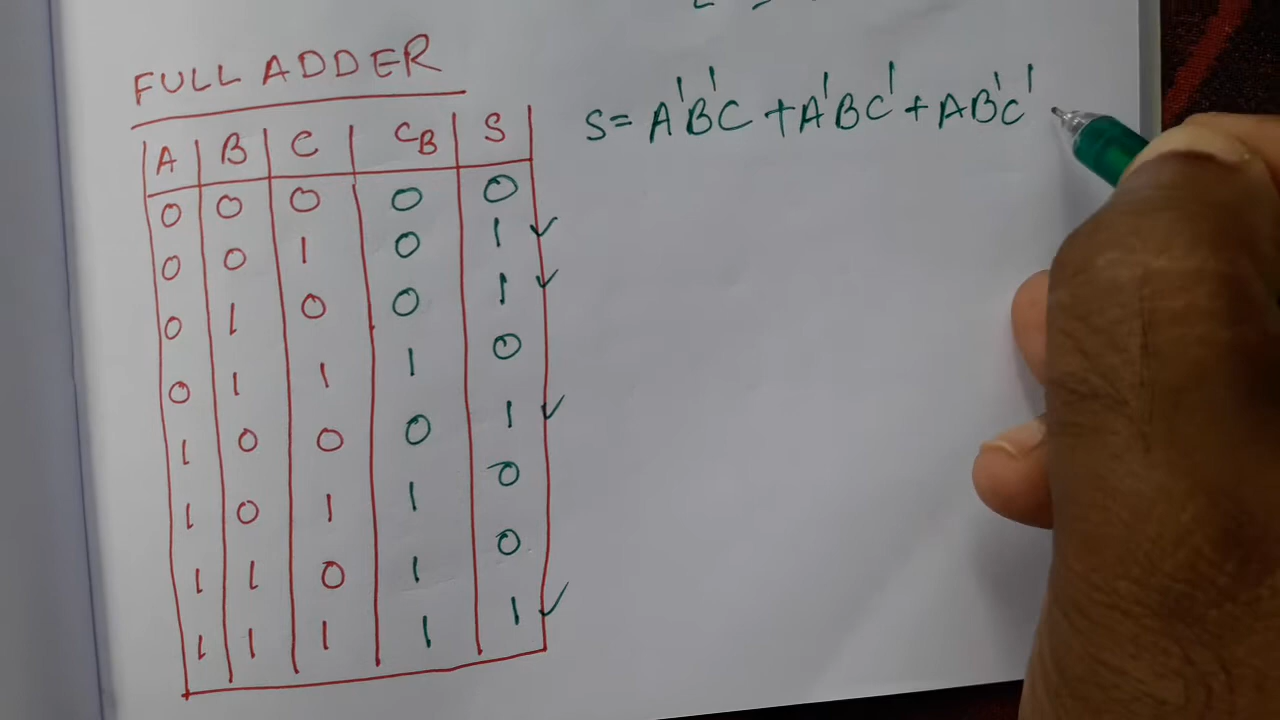 FULL ADDER
S = A'B'C + A'BC' + AB'C'
A B C C_B S
0 0 0 0 0
0 0 1 0 1 ✓
0 1 0 0 1 ✓
0 1 1 1 0
1 0 0 0 1 ✓
1 0 1 1 0
1 1 0 1 0
1 1 1 1 1 ✓